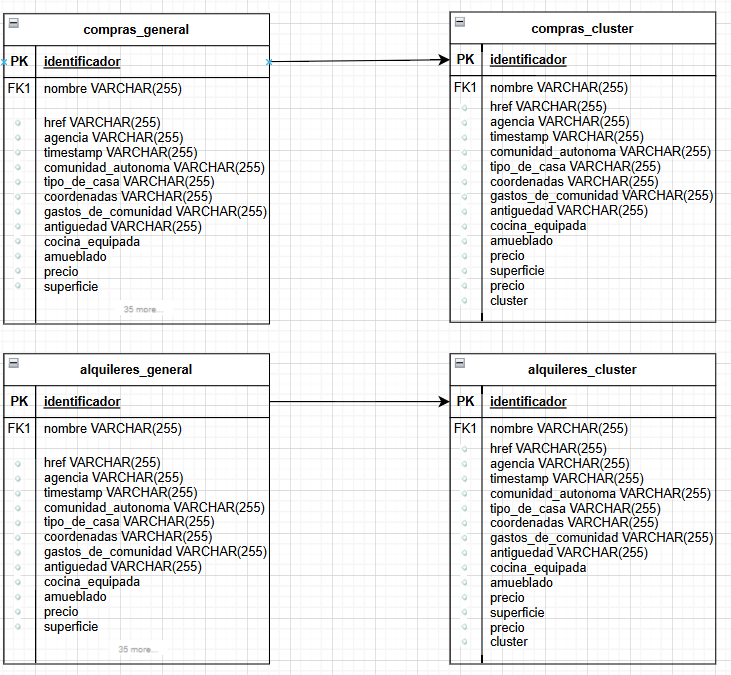 compras_general
PK identificador
FK1 nombre VARCHAR(255)
href VARCHAR(255)
agencia VARCHAR(255)
timestamp VARCHAR(255)
comunidad_autonoma VARCHAR(255)
tipo_de_casa VARCHAR(255)
coordenadas VARCHAR(255)
gastos_de_comunidad VARCHAR(255)
antiguedad VARCHAR(255)
cocina_equipada
amueblado
precio
superficie
35 more...
compras_cluster
PK identificador
FK1 nombre VARCHAR(255)
href VARCHAR(255)
agencia VARCHAR(255)
timestamp VARCHAR(255)
comunidad_autonoma VARCHAR(255)
tipo_de_casa VARCHAR(255)
coordenadas VARCHAR(255)
gastos_de_comunidad VARCHAR(255)
antiguedad VARCHAR(255)
cocina_equipada
amueblado
precio
superficie
precio
cluster
alquileres_general
PK identificador
FK1 nombre VARCHAR(255)
href VARCHAR(255)
agencia VARCHAR(255)
timestamp VARCHAR(255)
comunidad_autonoma VARCHAR(255)
tipo_de_casa VARCHAR(255)
coordenadas VARCHAR(255)
gastos_de_comunidad VARCHAR(255)
antiguedad VARCHAR(255)
cocina_equipada
amueblado
precio
superficie
35 more...
alquileres_cluster
PK identificador
FK1 nombre VARCHAR(255)
href VARCHAR(255)
agencia VARCHAR(255)
timestamp VARCHAR(255)
comunidad_autonoma VARCHAR(255)
tipo_de_casa VARCHAR(255)
coordenadas VARCHAR(255)
gastos_de_comunidad VARCHAR(255)
antiguedad VARCHAR(255)
cocina_equipada
amueblado
precio
superficie
precio
cluster